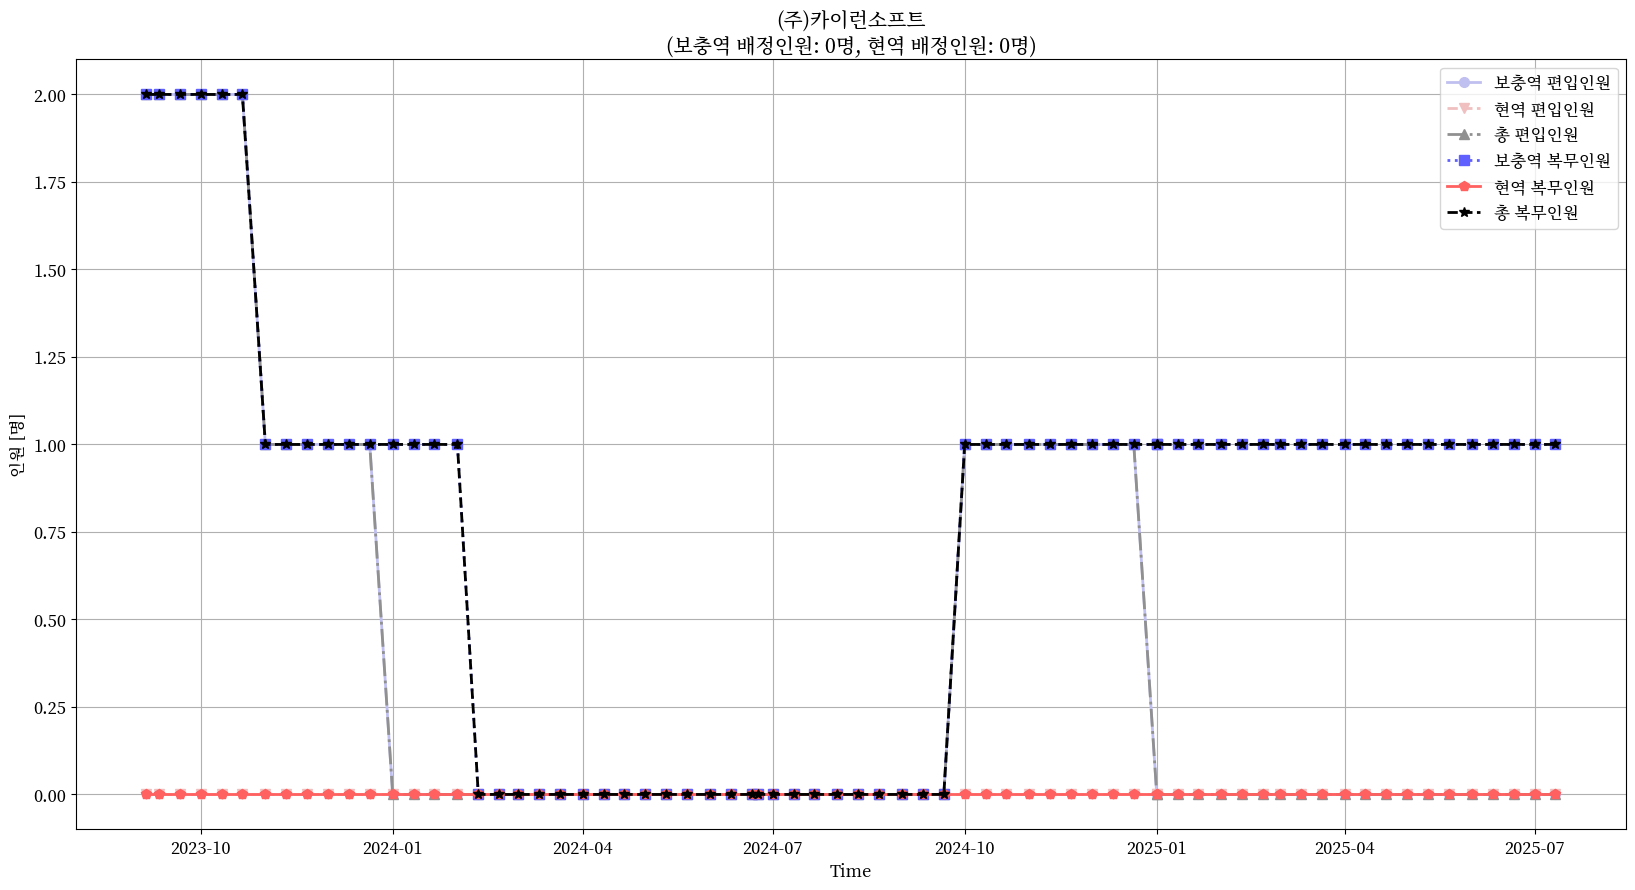 (주)카이런소프트
(보충역 배정인원: 0명, 현역 배정인원: 0명)
보충역 편입인원
현역 편입인원
총 편입인원
보충역 복무인원
현역 복무인원
총 복무인원
인원 [명]
2.00
1.75
1.50
1.25
1.00
0.75
0.50
0.25
0.00
2023-10
2024-01
2024-04
2024-07
2024-10
2025-01
2025-04
2025-07
Time